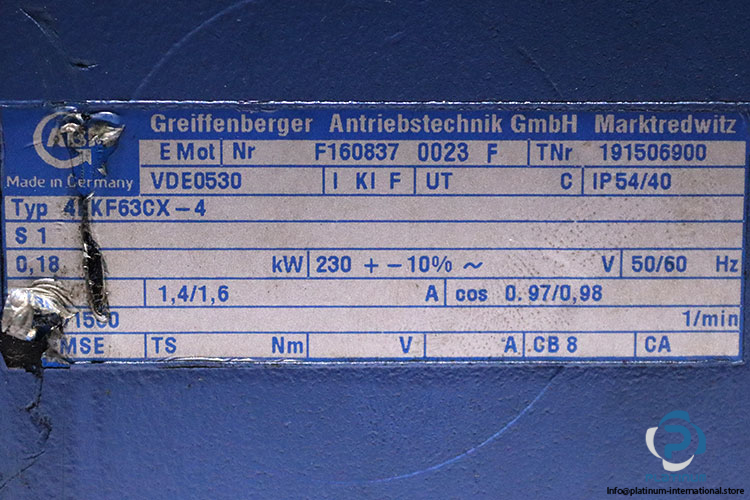 Greiffenberger Antriebstechnik GmbH Marktredwitz
E Mot Nr F160837 0023 F TNr 191506900
Made in Germany VDE0530 I Kl F UT C IP54/40
Typ KF63CX-4
S 1
0,18 kW 230 + - 10% ~ V 50/60 Hz
1,4/1,6 A cos 0.97/0,98
1/min
MSE TS Nm V A CB 8 CA
Info@platinum-international.store